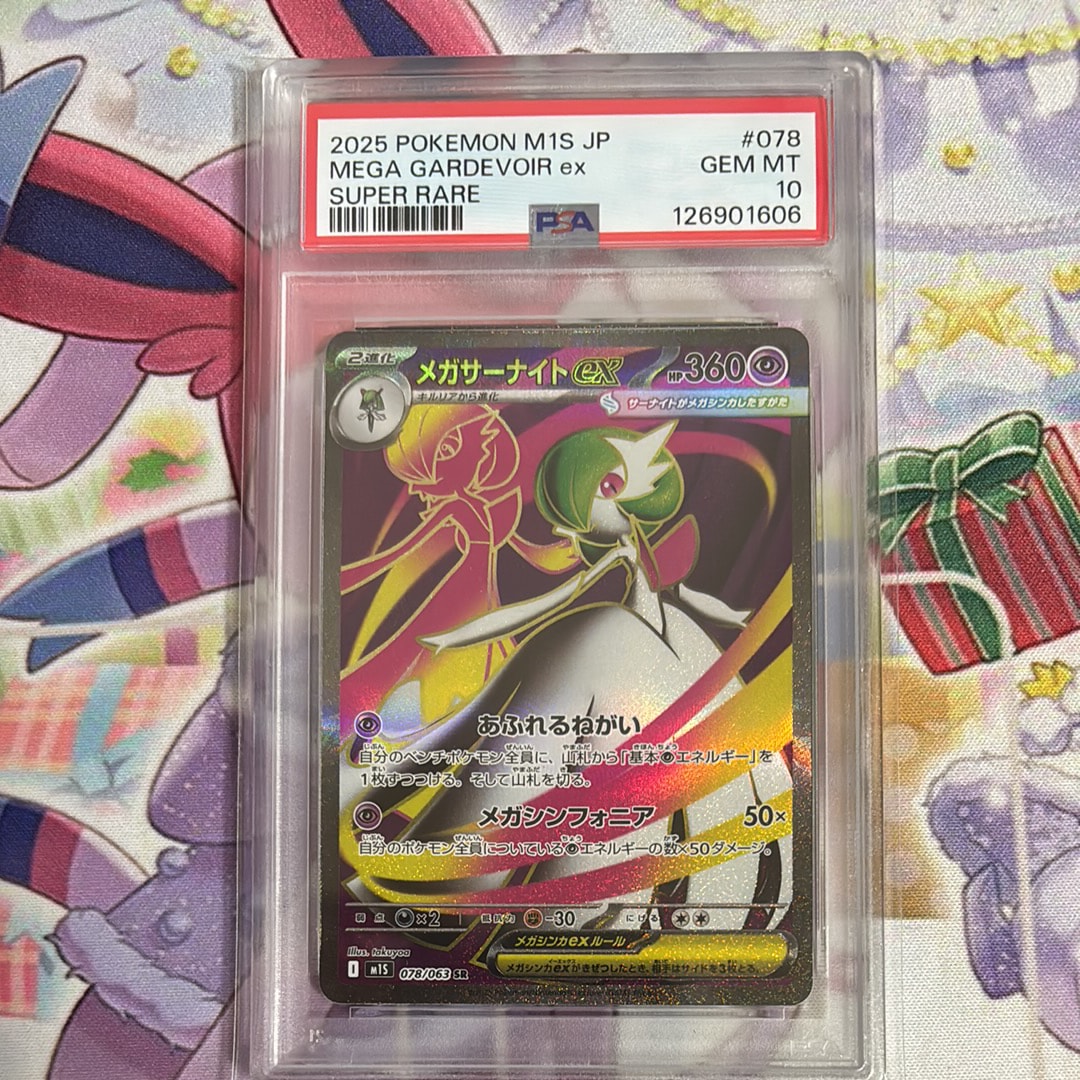 2025 POKEMON M1S JP #078
MEGA GARDEVOIR ex GEM MT
SUPER RARE 10
PSA 126901606
2進化 メガサーナイトex HP360
キルリアから進化 サーナイトがメガシンカしたすがた
あふれるねがい
自分のベンチポケモン全員に、山札から「基本エネルギー」を
1枚ずつつける。そして山札を切る。
メガシンフォニア 50×
自分のポケモン全員についているエネルギーの数×50ダメージ。
弱点 ×2 抵抗力 -30 にげる
メガシンカexルール
メガシンカexがきぜつしたとき、相手はサイドを3枚とる。
Illus. takuyoa
I M1S 078/063 SR